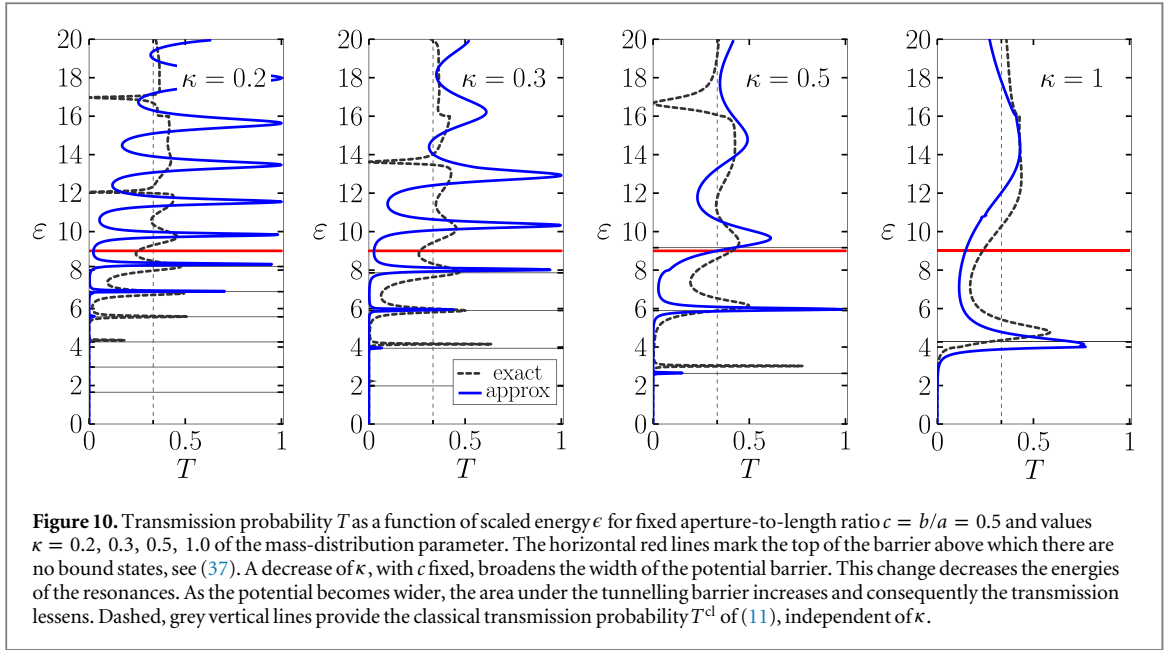 20
18
16
14
12
10
8
6
4
2
0
ε
κ = 0.2
0
0.5
1
T
20
18
16
14
12
10
8
6
4
2
0
ε
κ = 0.3
exact
approx
0
0.5
1
T
20
18
16
14
12
10
8
6
4
2
0
ε
κ = 0.5
0
0.5
1
T
20
18
16
14
12
10
8
6
4
2
0
ε
κ = 1
0
0.5
1
T
Figure 10. Transmission probability T as a function of scaled energy ϵ for fixed aperture-to-length ratio c = b/a = 0.5 and values
κ = 0.2, 0.3, 0.5, 1.0 of the mass-distribution parameter. The horizontal red lines mark the top of the barrier above which there are
no bound states, see (37). A decrease of κ, with c fixed, broadens the width of the potential barrier. This change decreases the energies
of the resonances. As the potential becomes wider, the area under the tunnelling barrier increases and consequently the transmission
lessens. Dashed, grey vertical lines provide the classical transmission probability Tᶜˡ of (11), independent of κ.